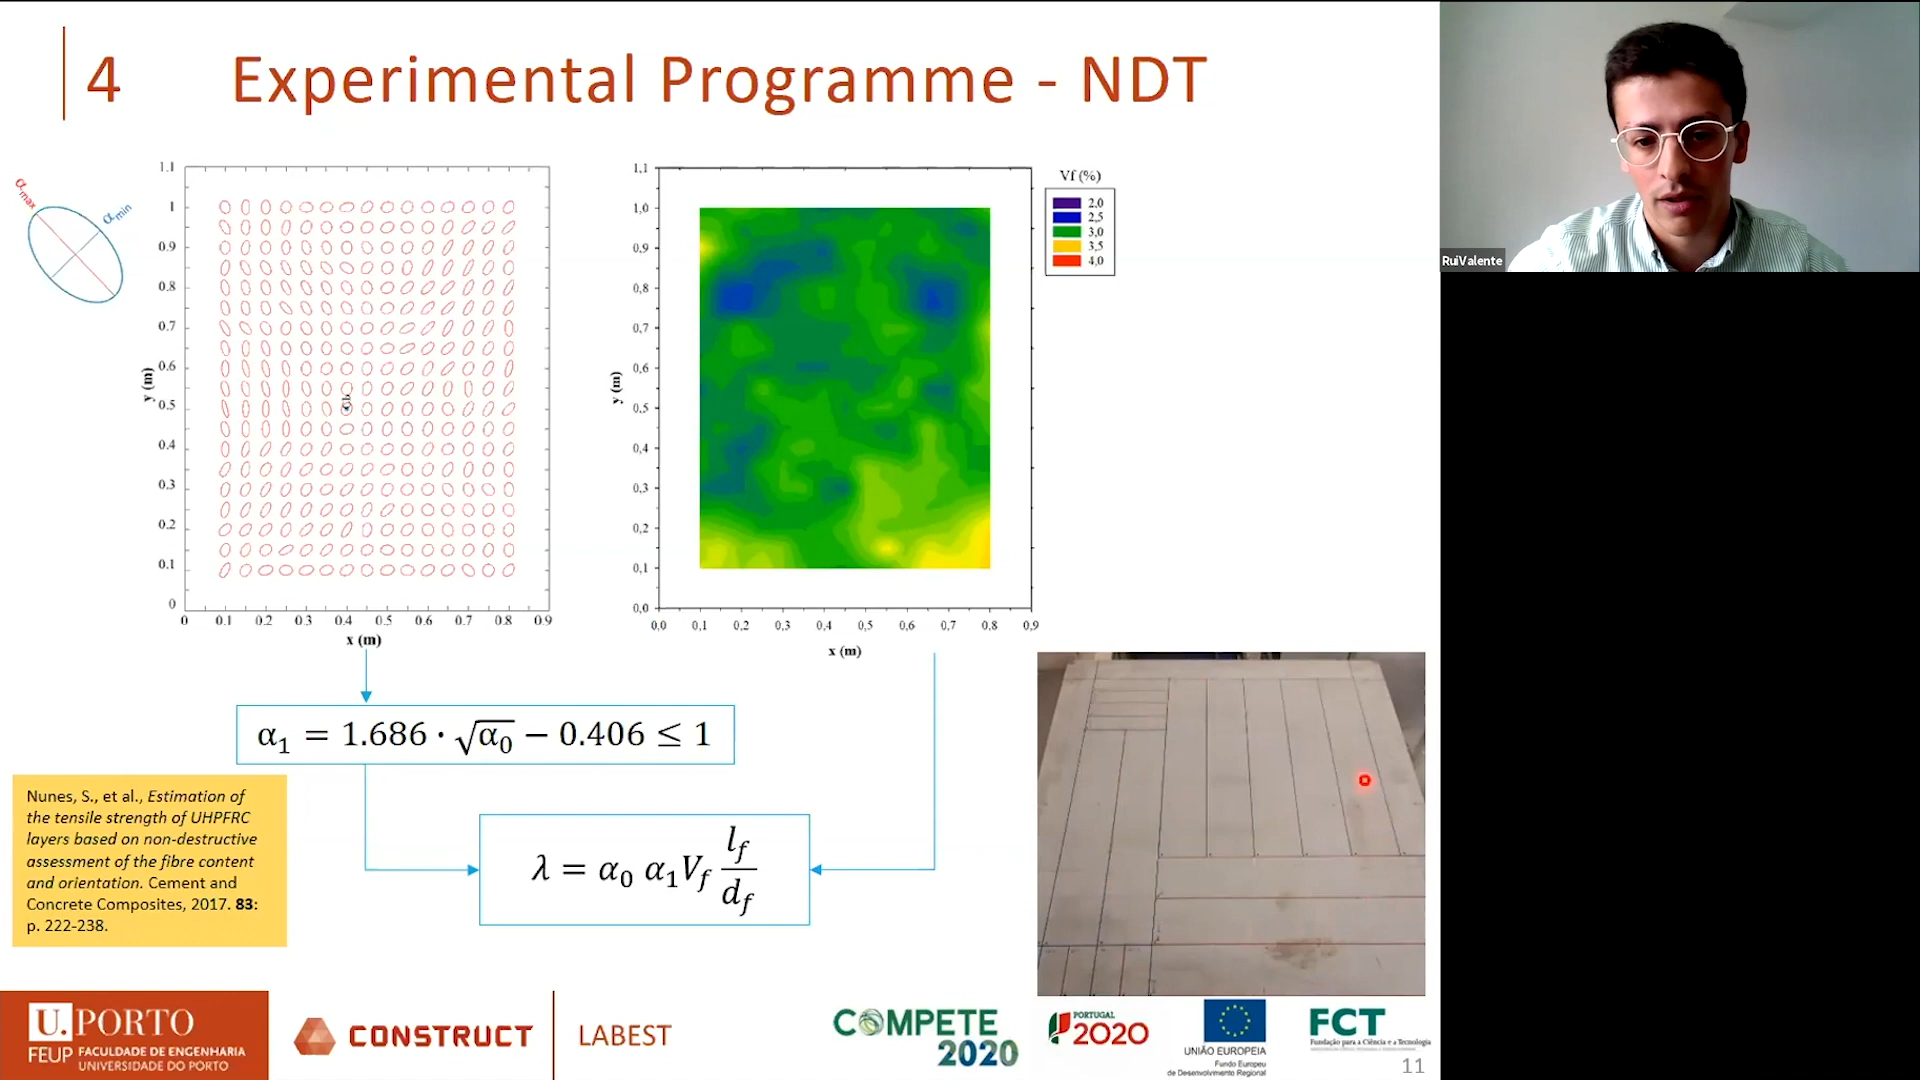 4 Experimental Programme - NDT
αmax
αmin
1.1
1
0.9
0.8
0.7
0.6
0.5
0.4
0.3
0.2
0.1
0
y (m)
0 0.1 0.2 0.3 0.4 0.5 0.6 0.7 0.8 0.9
x (m)
1,1
1,0
0,9
0,8
0,7
0,6
0,5
0,4
0,3
0,2
0,1
0,0
y (m)
0,0 0,1 0,2 0,3 0,4 0,5 0,6 0,7 0,8 0,9
x (m)
Vf (%)
2,0
2,5
3,0
3,5
4,0
RuiValente
α₁ = 1.686 · √α₀ − 0.406 ≤ 1
λ = α₀ α₁V_f l_f/d_f
Nunes, S., et al., Estimation of
the tensile strength of UHPFRC
layers based on non-destructive
assessment of the fibre content
and orientation. Cement and
Concrete Composites, 2017. 83:
p. 222-238.
U.PORTO
FEUP FACULDADE DE ENGENHARIA
UNIVERSIDADE DO PORTO
CONSTRUCT
LABEST
COMPETE
2020
PORTUGAL
2020
UNIÃO EUROPEIA
Fundo Europeu
de Desenvolvimento Regional
FCT
Fundação para a Ciência e a Tecnologia
11